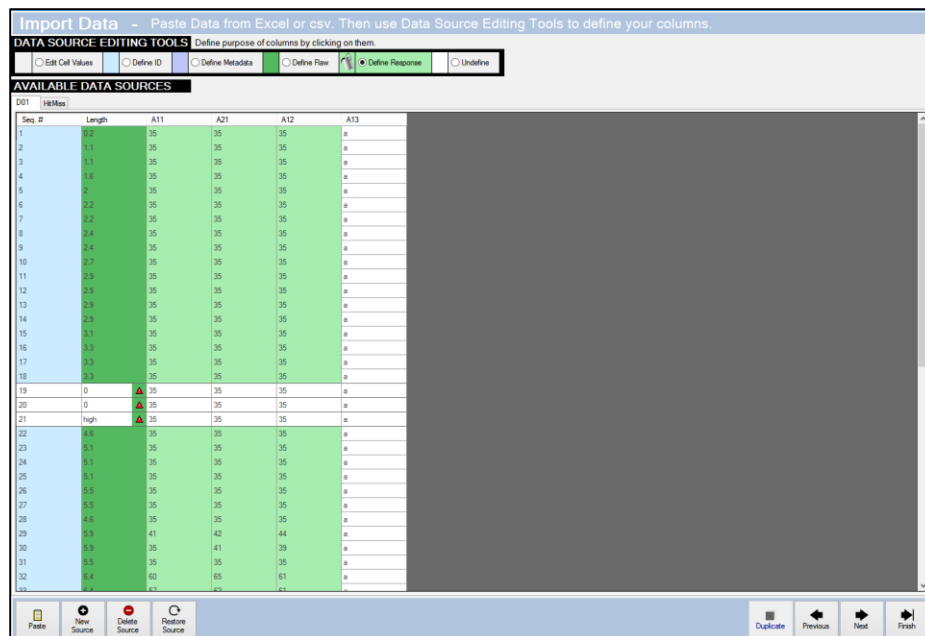 Import Data - Paste Data from Excel or csv. Then use Data Source Editing Tools to define your columns.
DATA SOURCE EDITING TOOLS Define purpose of columns by clicking on them.
Edit Cell Values Define ID Define Metadata Define Flaw Define Response Undefine
AVAILABLE DATA SOURCES
D01 HitMiss
Seq. # Length A11 A21 A12 A13
1 0.2 35 35 35 a
2 1.1 35 35 35 a
3 1.1 35 35 35 a
4 1.6 35 35 35 a
5 2 35 35 35 a
6 2.2 35 35 35 a
7 2.2 35 35 35 a
8 2.4 35 35 35 a
9 2.4 35 35 35 a
10 2.7 35 35 35 a
11 2.9 35 35 35 a
12 2.9 35 35 35 a
13 2.9 35 35 35 a
14 2.9 35 35 35 a
15 3.1 35 35 35 a
16 3.3 35 35 35 a
17 3.3 35 35 35 a
18 3.3 35 35 35 a
19 0 35 35 35 a
20 0 35 35 35 a
21 high 35 35 35 a
22 4.6 35 35 35 a
23 5.1 35 35 35 a
24 5.1 35 35 35 a
25 5.1 35 35 35 a
26 5.5 35 35 35 a
27 5.5 35 35 35 a
28 4.6 35 35 35 a
29 5.9 41 42 44 a
30 5.9 35 41 39 a
31 5.5 35 35 35 a
32 6.4 60 65 61 a
Paste New Source Delete Source Restore Source Duplicate Previous Next Finish